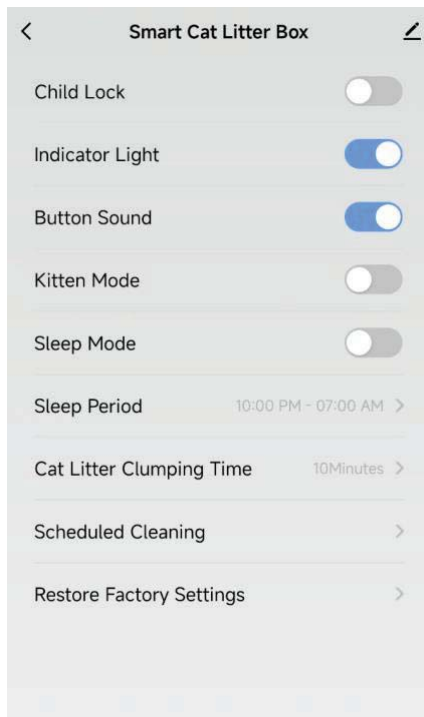 Smart Cat Litter Box
Child Lock
Indicator Light
Button Sound
Kitten Mode
Sleep Mode
Sleep Period 10:00 PM - 07:00 AM
Cat Litter Clumping Time 10Minutes
Scheduled Cleaning
Restore Factory Settings